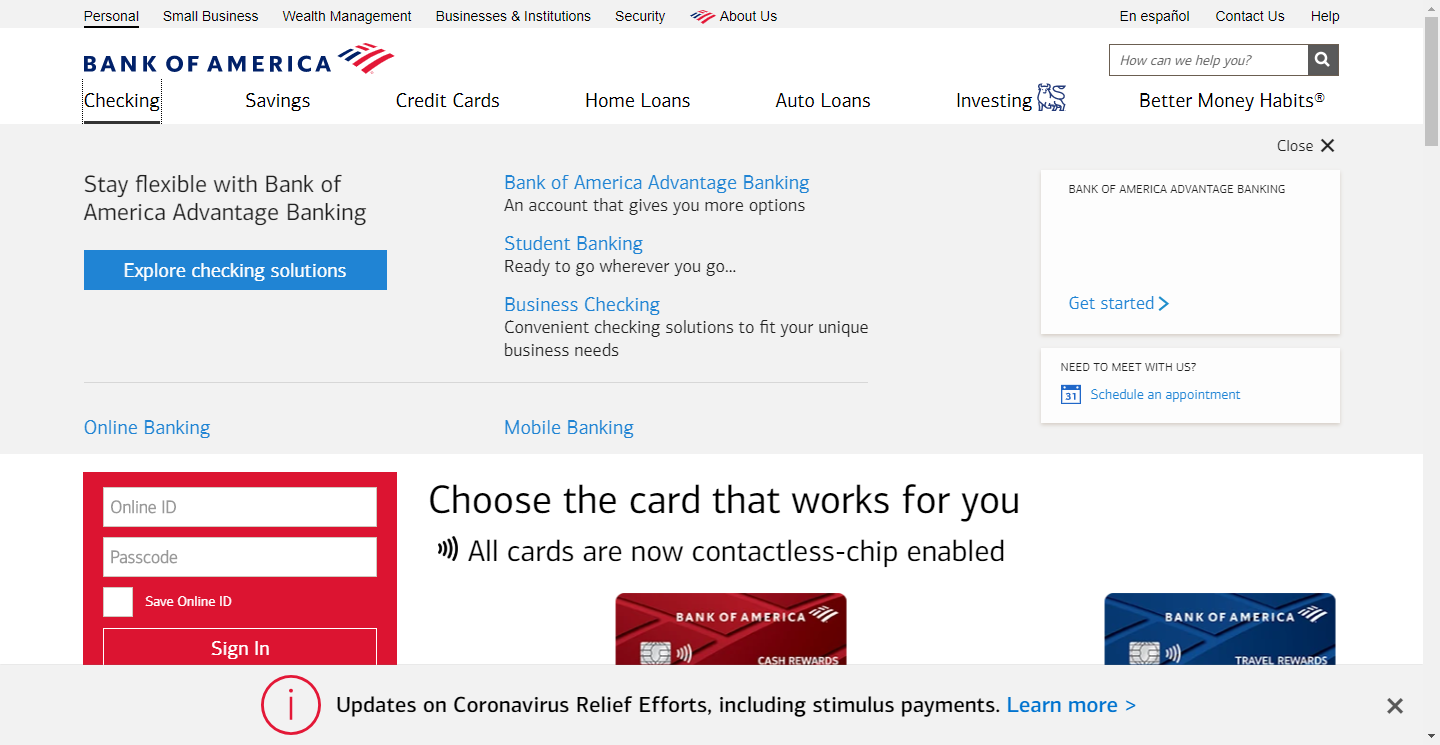 Personal Small Business Wealth Management Businesses & Institutions Security About Us En español Contact Us Help
BANK OF AMERICA
How can we help you?
Checking Savings Credit Cards Home Loans Auto Loans Investing Better Money Habits®
Close
Stay flexible with Bank of
America Advantage Banking
Explore checking solutions
Bank of America Advantage Banking
An account that gives you more options
Student Banking
Ready to go wherever you go...
Business Checking
Convenient checking solutions to fit your unique
business needs
BANK OF AMERICA ADVANTAGE BANKING
Get started
NEED TO MEET WITH US?
31 Schedule an appointment
Online Banking Mobile Banking
Online ID
Passcode
Save Online ID
Sign In
Choose the card that works for you
All cards are now contactless-chip enabled
BANK OF AMERICA
CASH REWARDS
BANK OF AMERICA
TRAVEL REWARDS
Updates on Coronavirus Relief Efforts, including stimulus payments. Learn more >